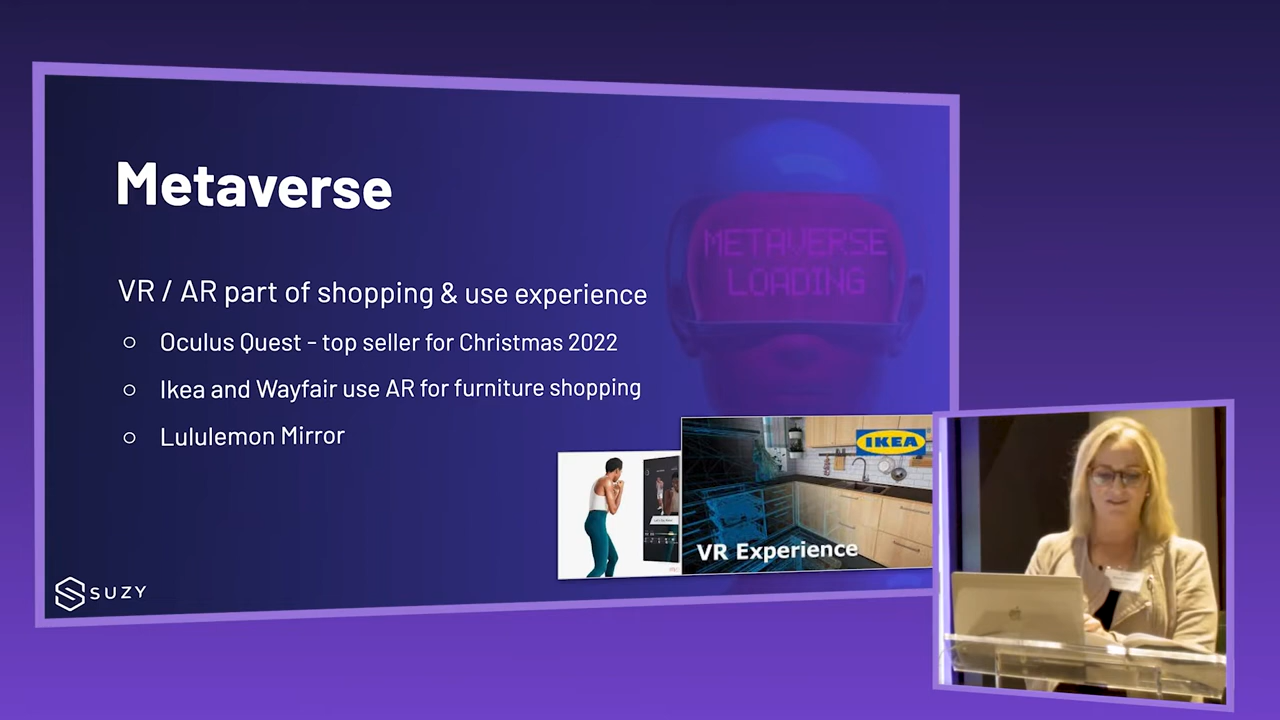 Metaverse
METAVERSE
LOADING
VR / AR part of shopping & use experience
Oculus Quest - top seller for Christmas 2022
Ikea and Wayfair use AR for furniture shopping
Lululemon Mirror
IKEA
VR Experience
SUZY